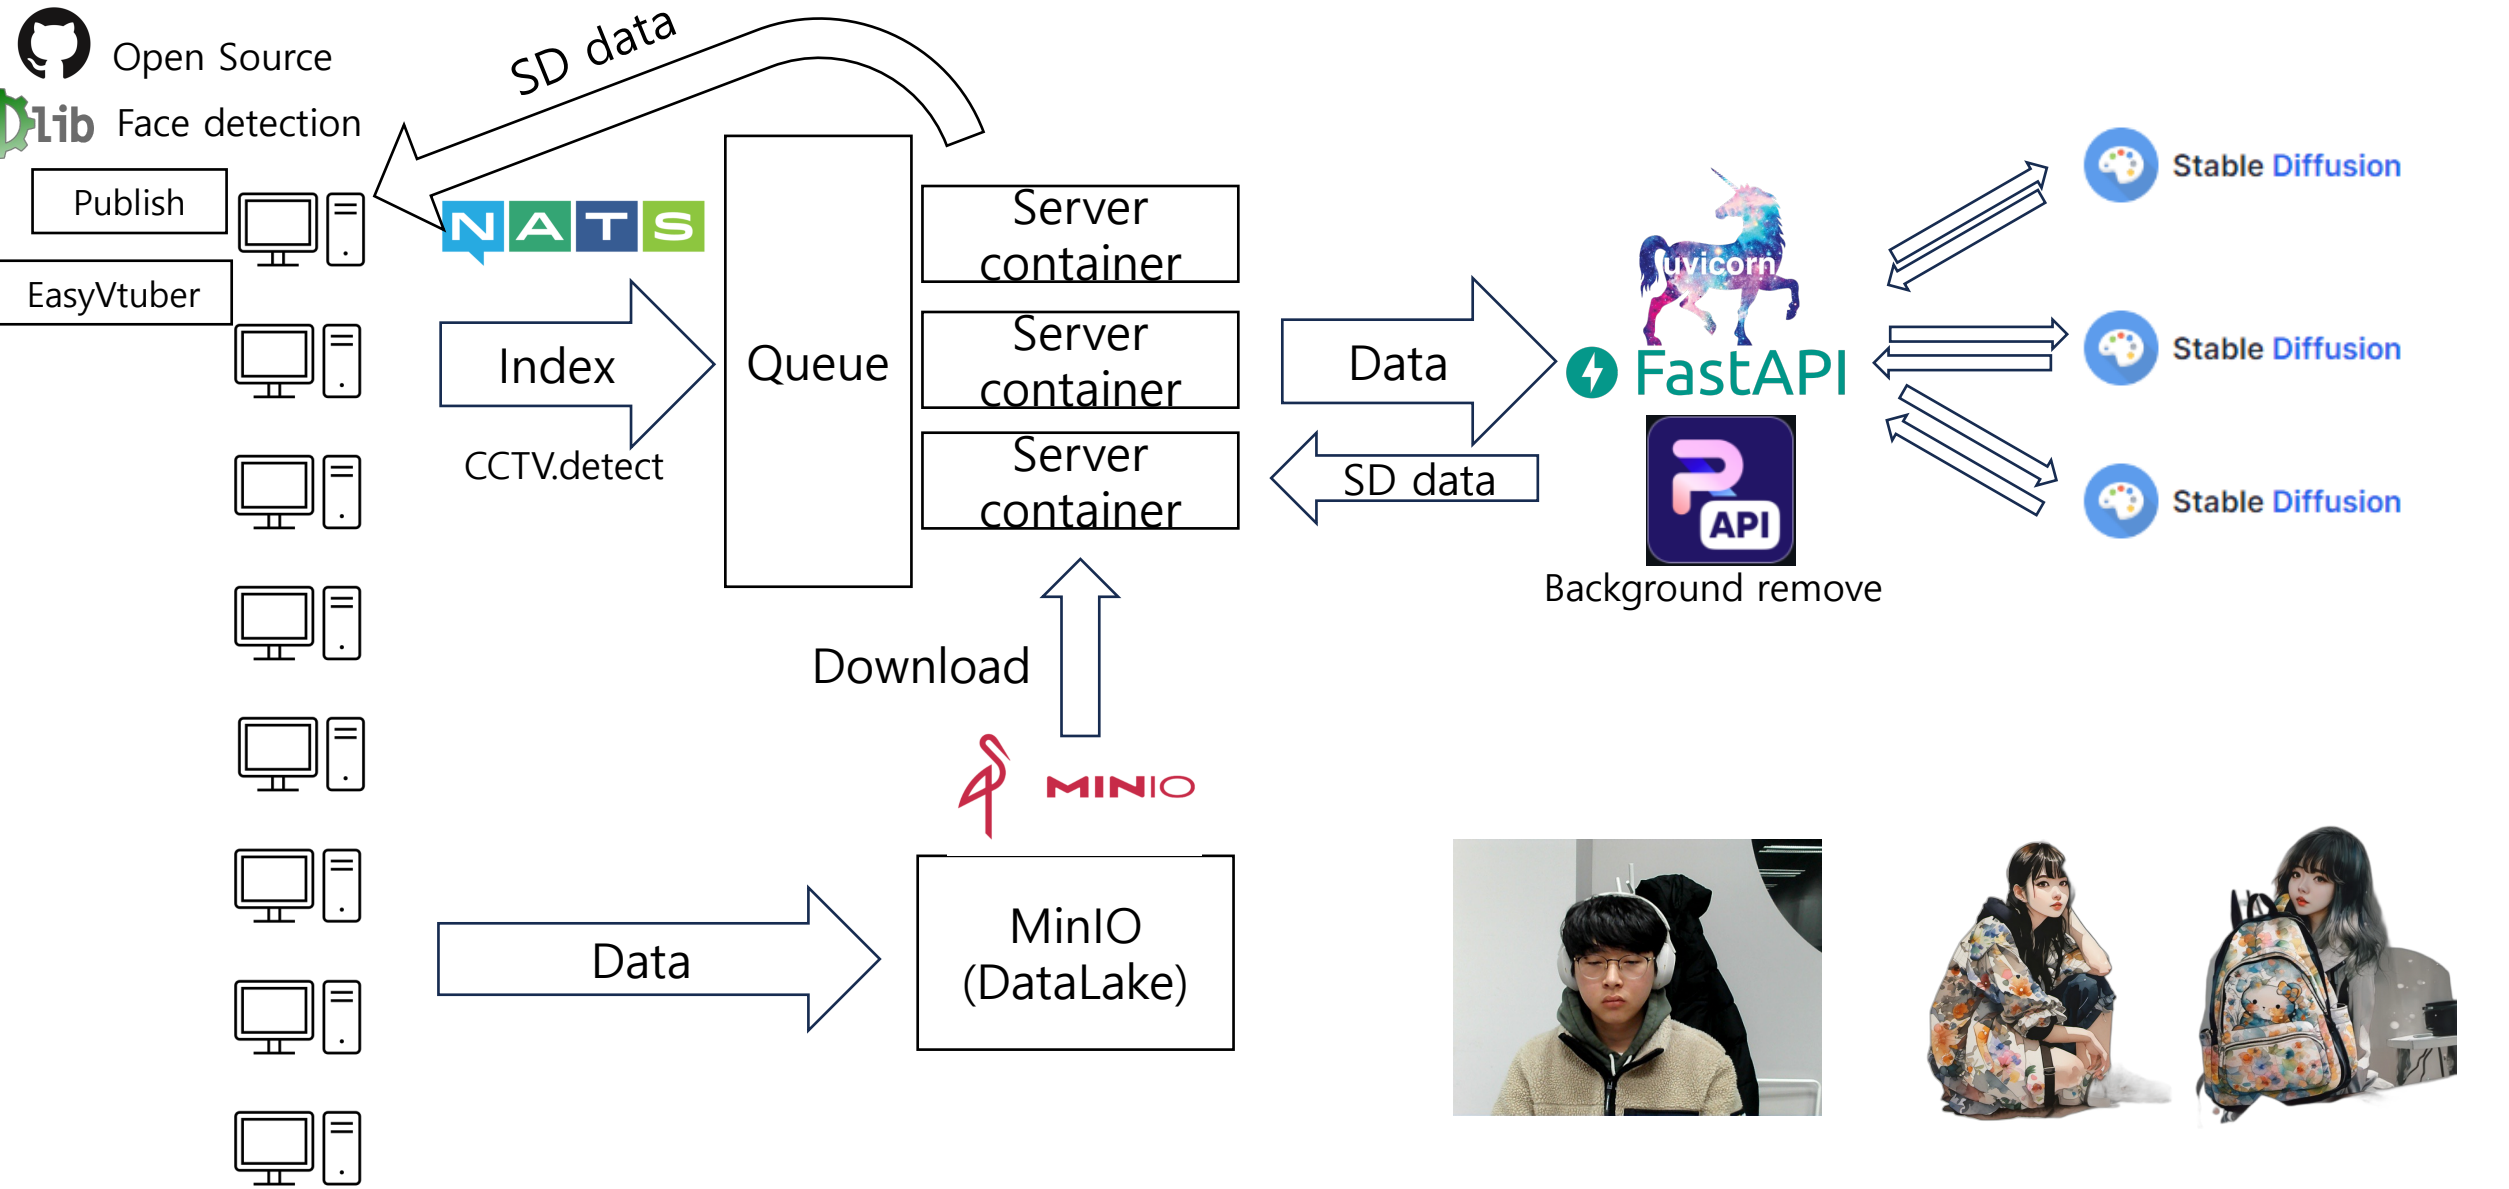 Open Source
Dlib
Face detection
Publish
EasyVtuber
SD data
NATS
Index
CCTV.detect
Queue
Server
container
Server
container
Server
container
Data
SD data
uvicorn
FastAPI
API
Background remove
Stable Diffusion
Stable Diffusion
Stable Diffusion
Download
MINIO
MinIO
(DataLake)
Data